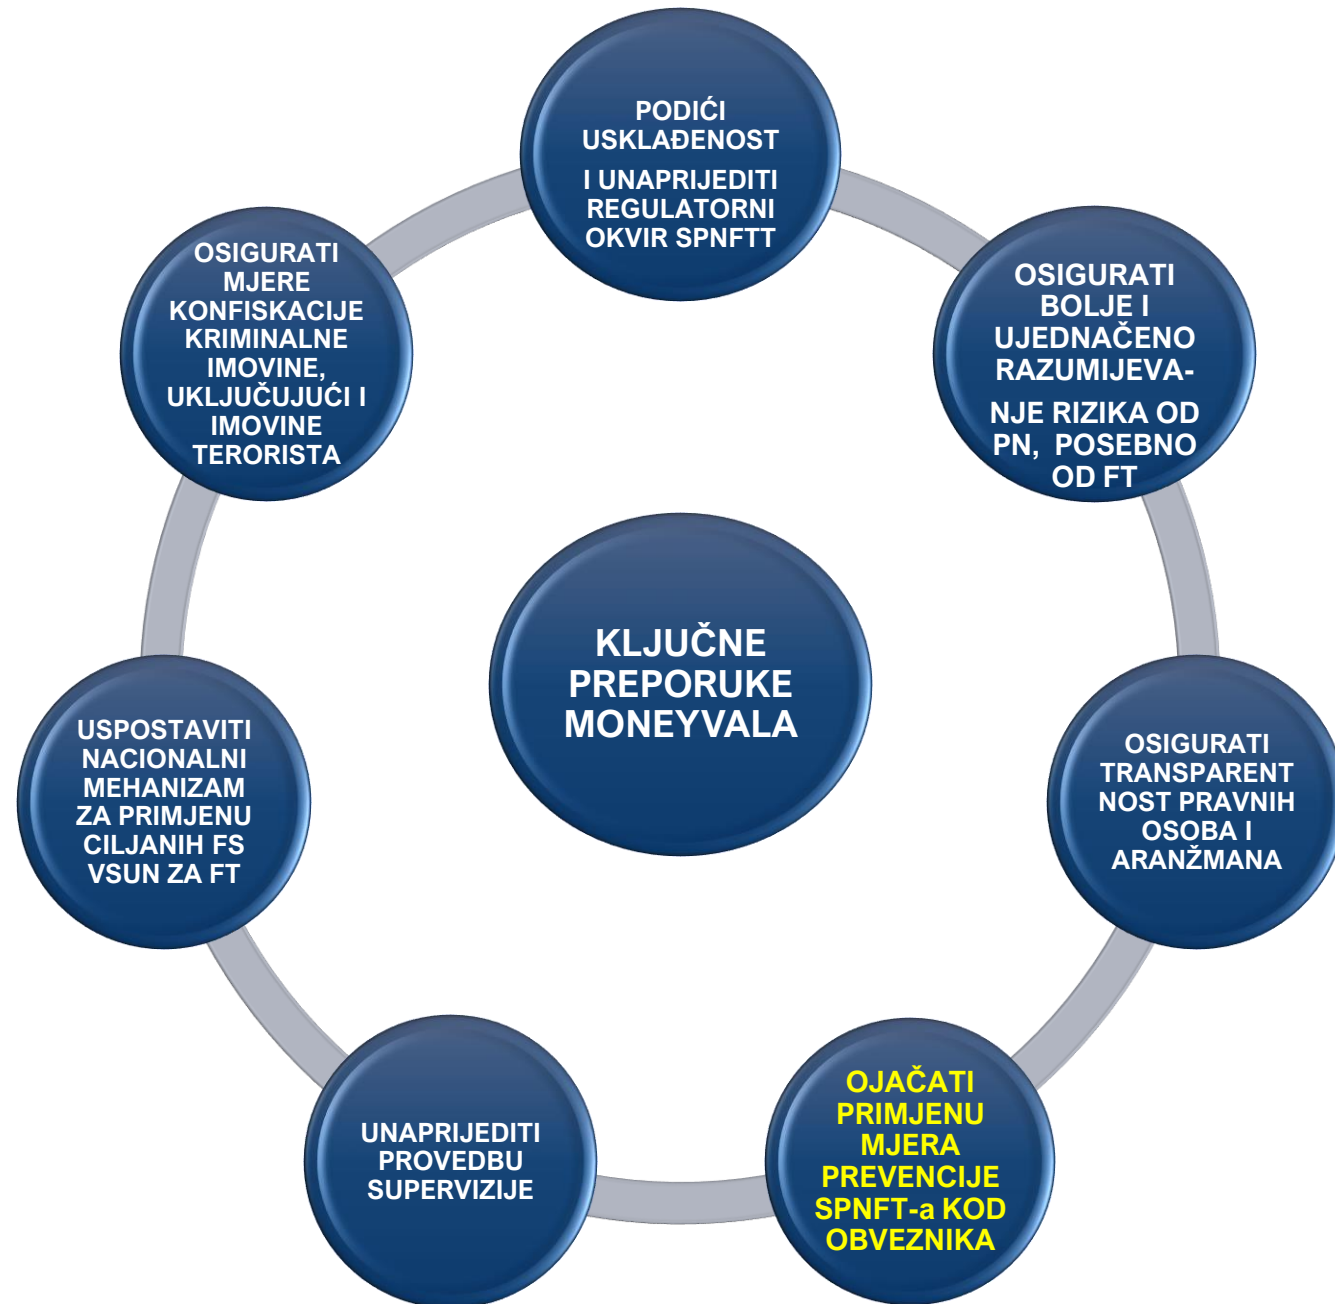 PODIĆI
USKLAĐENOST
I UNAPRIJEDITI
REGULATORNI
OKVIR SPNFTT
OSIGURATI
BOLJE I
UJEDNAČENO
RAZUMIJEVA-
NJE RIZIKA OD
PN, POSEBNO
OD FT
OSIGURATI
TRANSPARENT
NOST PRAVNIH
OSOBA I
ARANŽMANA
OJAČATI
PRIMJENU
MJERA
PREVENCIJE
SPNFT-a KOD
OBVEZNIKA
UNAPRIJEDITI
PROVEDBU
SUPERVIZIJE
USPOSTAVITI
NACIONALNI
MEHANIZAM
ZA PRIMJENU
CILJANIH FS
VSUN ZA FT
OSIGURATI
MJERE
KONFISKACIJE
KRIMINALNE
IMOVINE,
UKLJUČUJUĆI I
IMOVINE
TERORISTA
KLJUČNE
PREPORUKE
MONEYVALA